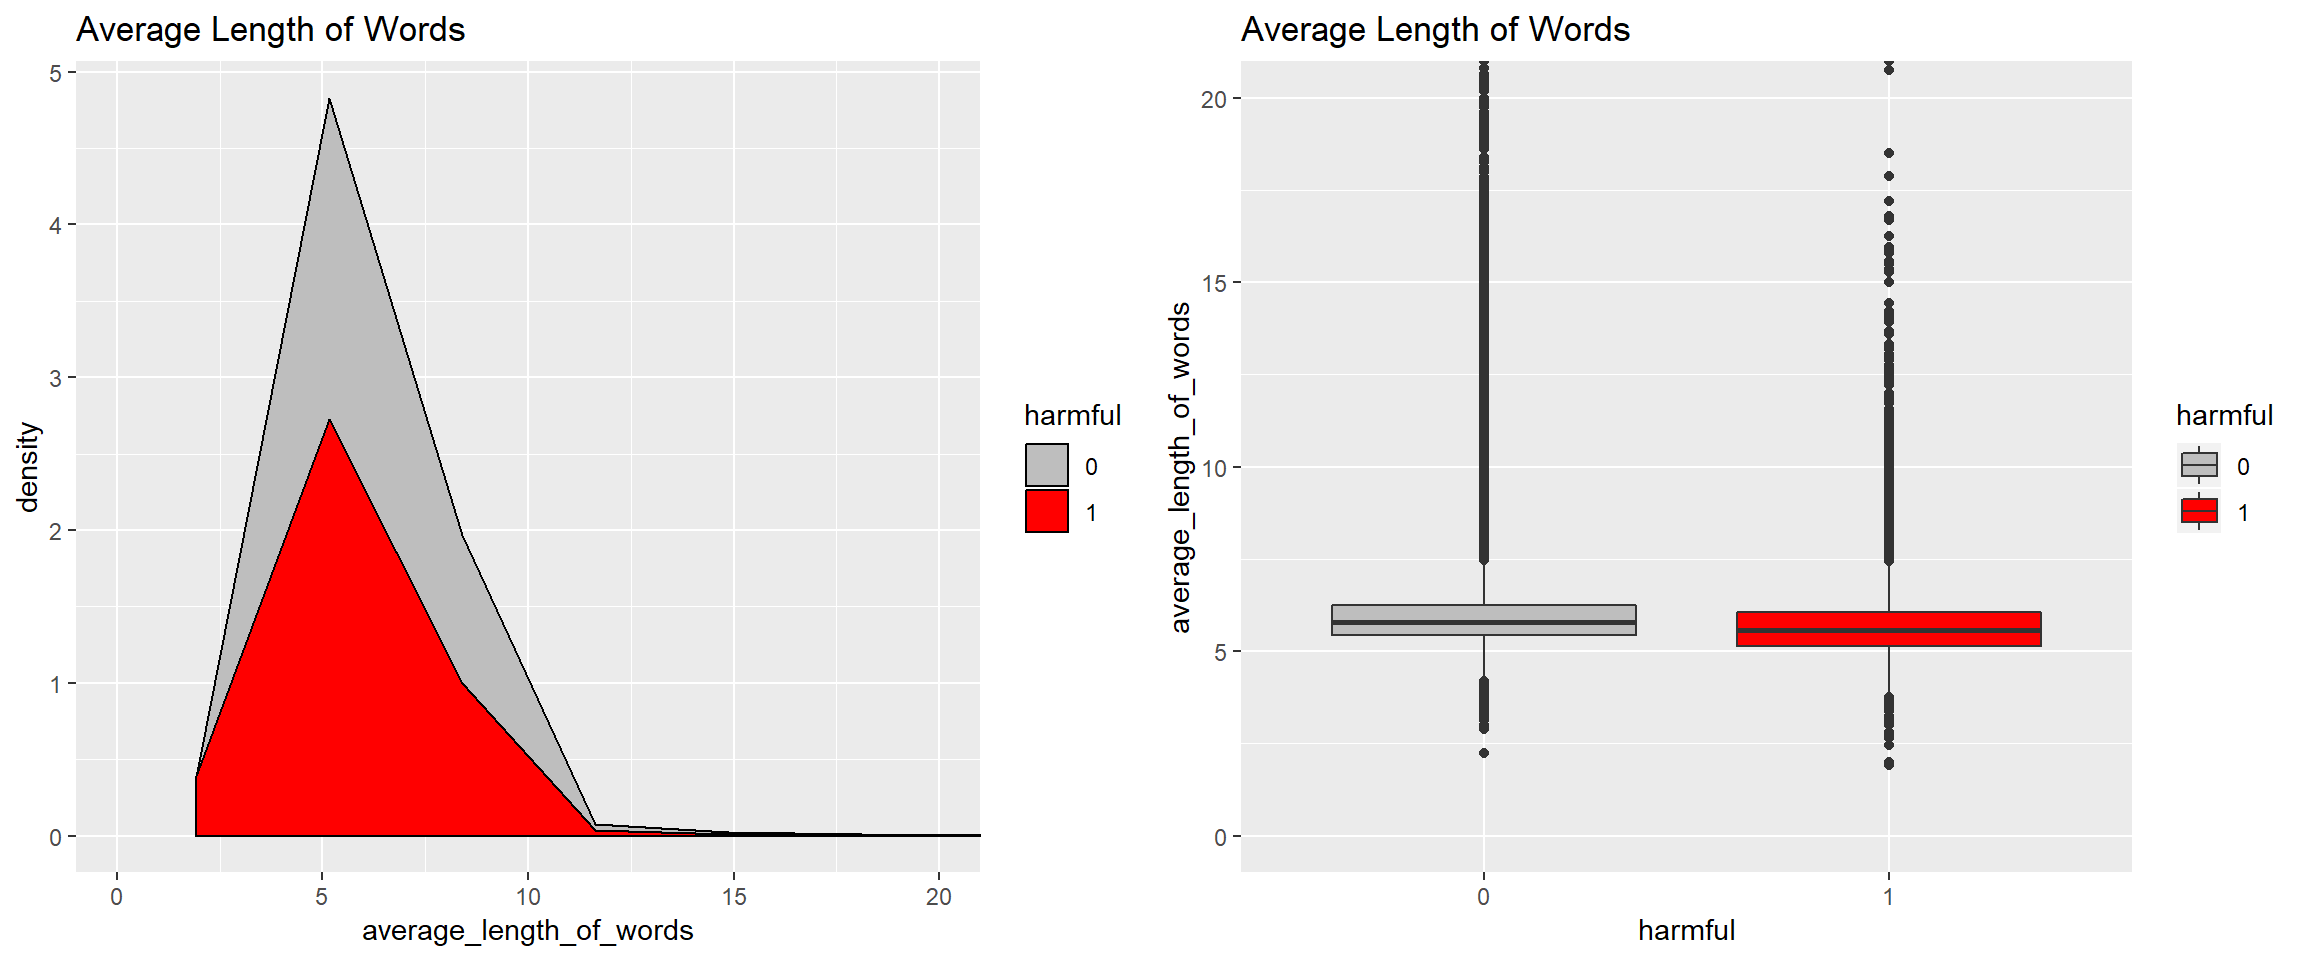 Average Length of Words
density
5
4
3
2
1
0
0 5 10 15 20
average_length_of_words
harmful
0
1
Average Length of Words
average_length_of_words
20
15
10
5
0
0 1
harmful
harmful
0
1